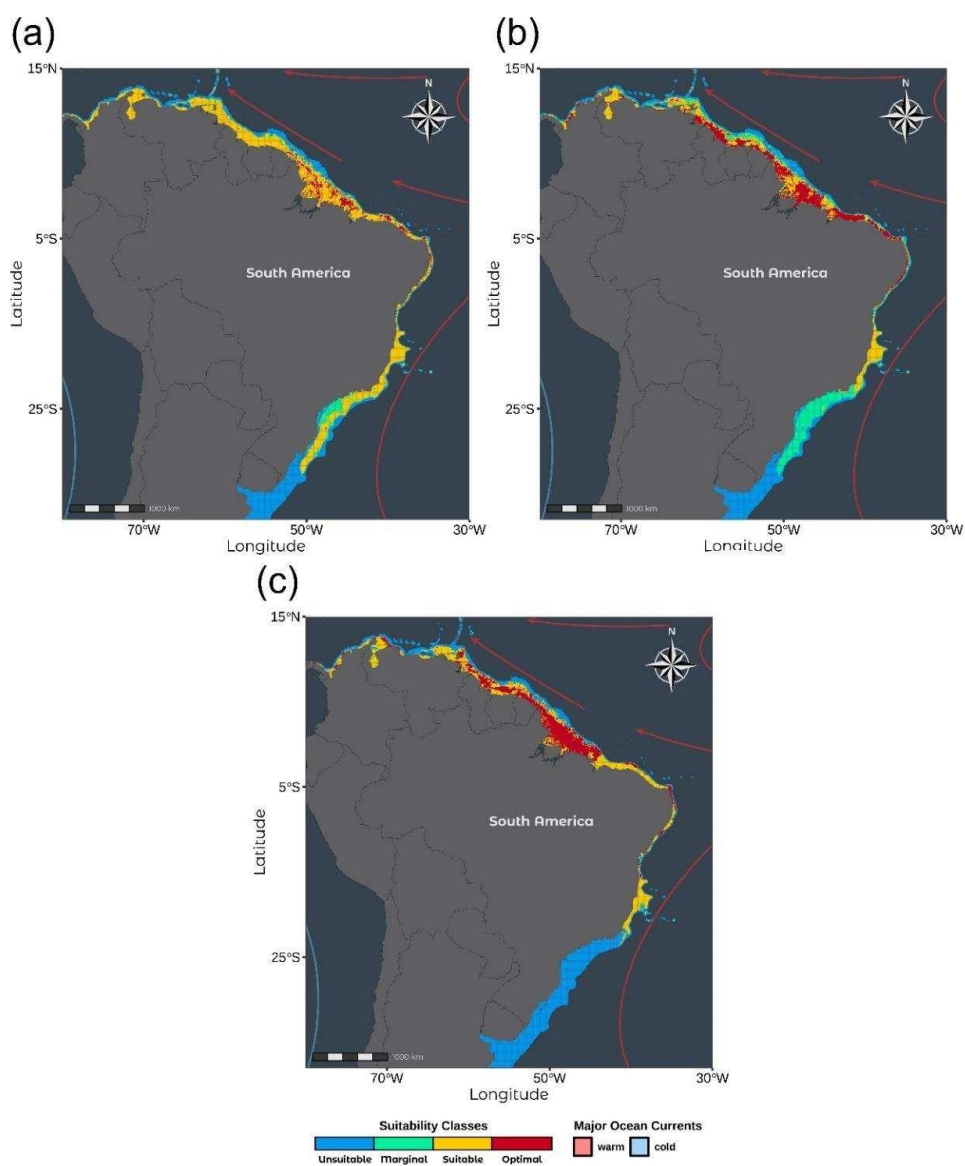 (a)
(b)
15°N
N
5°S
25°S
Latitude
South America
1000 km
70°W
50°W
30°W
Longitude
15°N
N
5°S
25°S
Latitude
South America
1000 km
70°W
50°W
30°W
Longitude
(c)
15°N
N
5°S
25°S
Latitude
South America
1000 km
70°W
50°W
30°W
Longitude
Suitability Classes
Major Ocean Currents
warm
cold
Unsuitable
Marginal
Suitable
Optimal